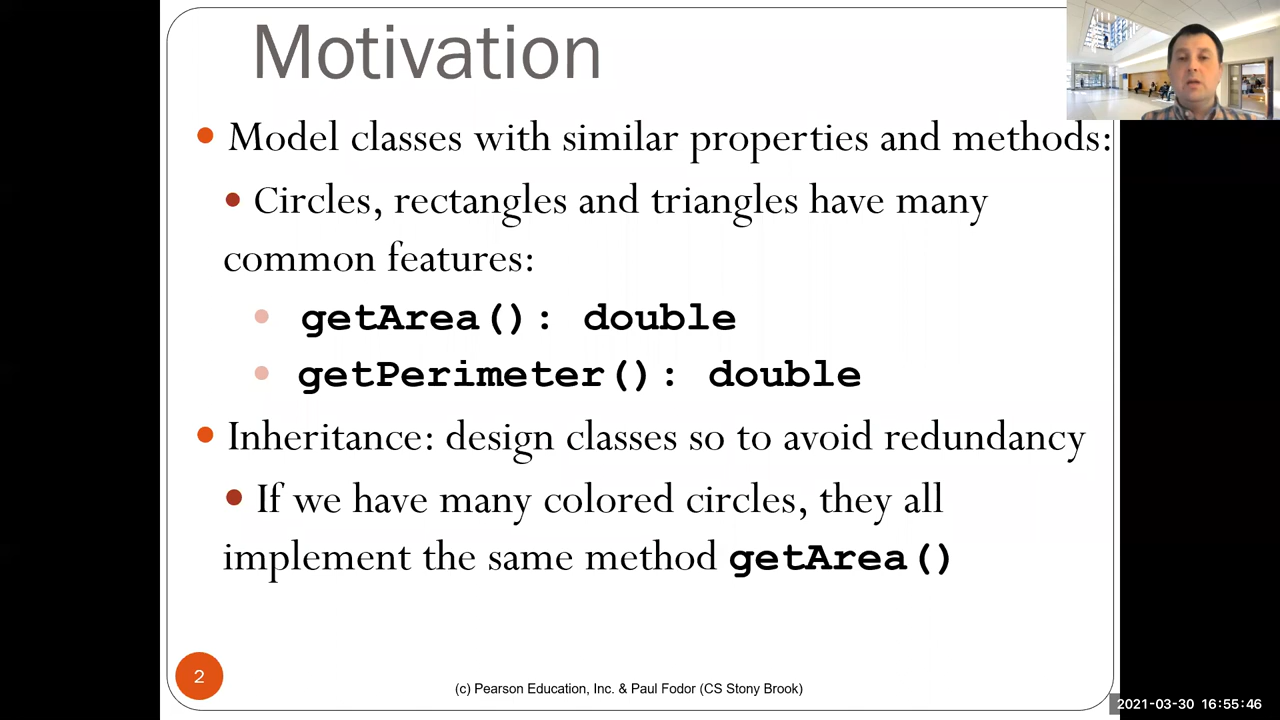 Motivation
• Model classes with similar properties and methods:
• Circles, rectangles and triangles have many
common features:
• getArea(): double
• getPerimeter(): double
• Inheritance: design classes so to avoid redundancy
• If we have many colored circles, they all
implement the same method getArea()
2
(c) Pearson Education, Inc. & Paul Fodor (CS Stony Brook)
2021-03-30 16:55:46